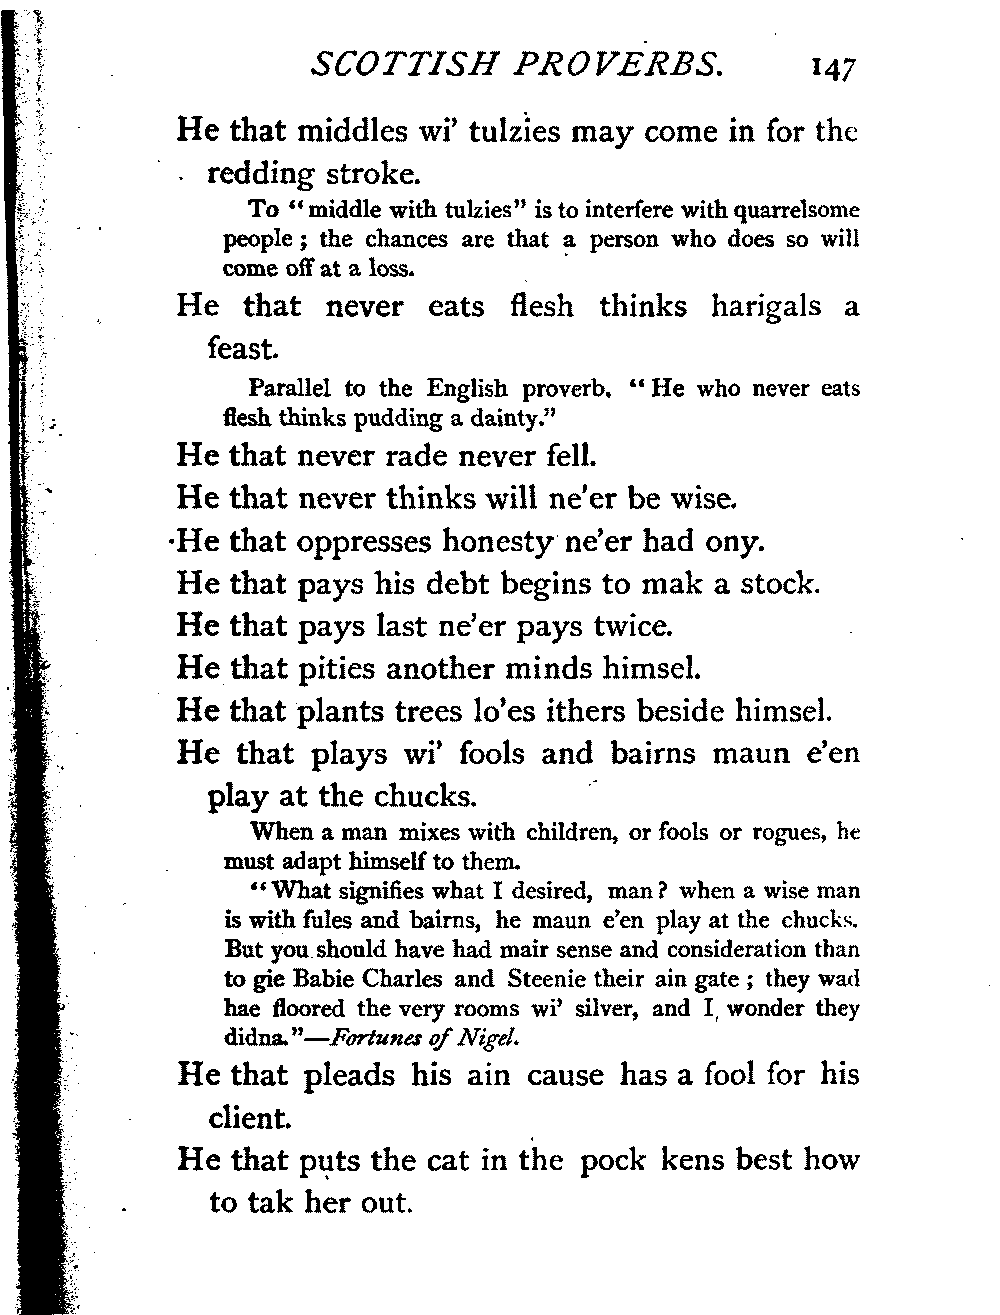 SCOTTISH PROVERBS. 147
He that middles wi' tulzies may come in for the
redding stroke.
To "middle with tulzies" is to interfere with quarrelsome
people; the chances are that a person who does so will
come off at a loss.
He that never eats flesh thinks harigals a
feast.
Parallel to the English proverb, "He who never eats
flesh thinks pudding a dainty."
He that never rade never fell.
He that never thinks will ne'er be wise.
He that oppresses honesty ne'er had ony.
He that pays his debt begins to mak a stock.
He that pays last ne'er pays twice.
He that pities another minds himsel.
He that plants trees lo'es ithers beside himsel.
He that plays wi' fools and bairns maun e'en
play at the chucks.
When a man mixes with children, or fools or rogues, he
must adapt himself to them.
"What signifies what I desired, man? when a wise man
is with fules and bairns, he maun e'en play at the chucks.
But you should have had mair sense and consideration than
to gie Babie Charles and Steenie their ain gate; they wad
hae floored the very rooms wi' silver, and I wonder they
didna."—Fortunes of Nigel.
He that pleads his ain cause has a fool for his
client.
He that puts the cat in the pock kens best how
to tak her out.